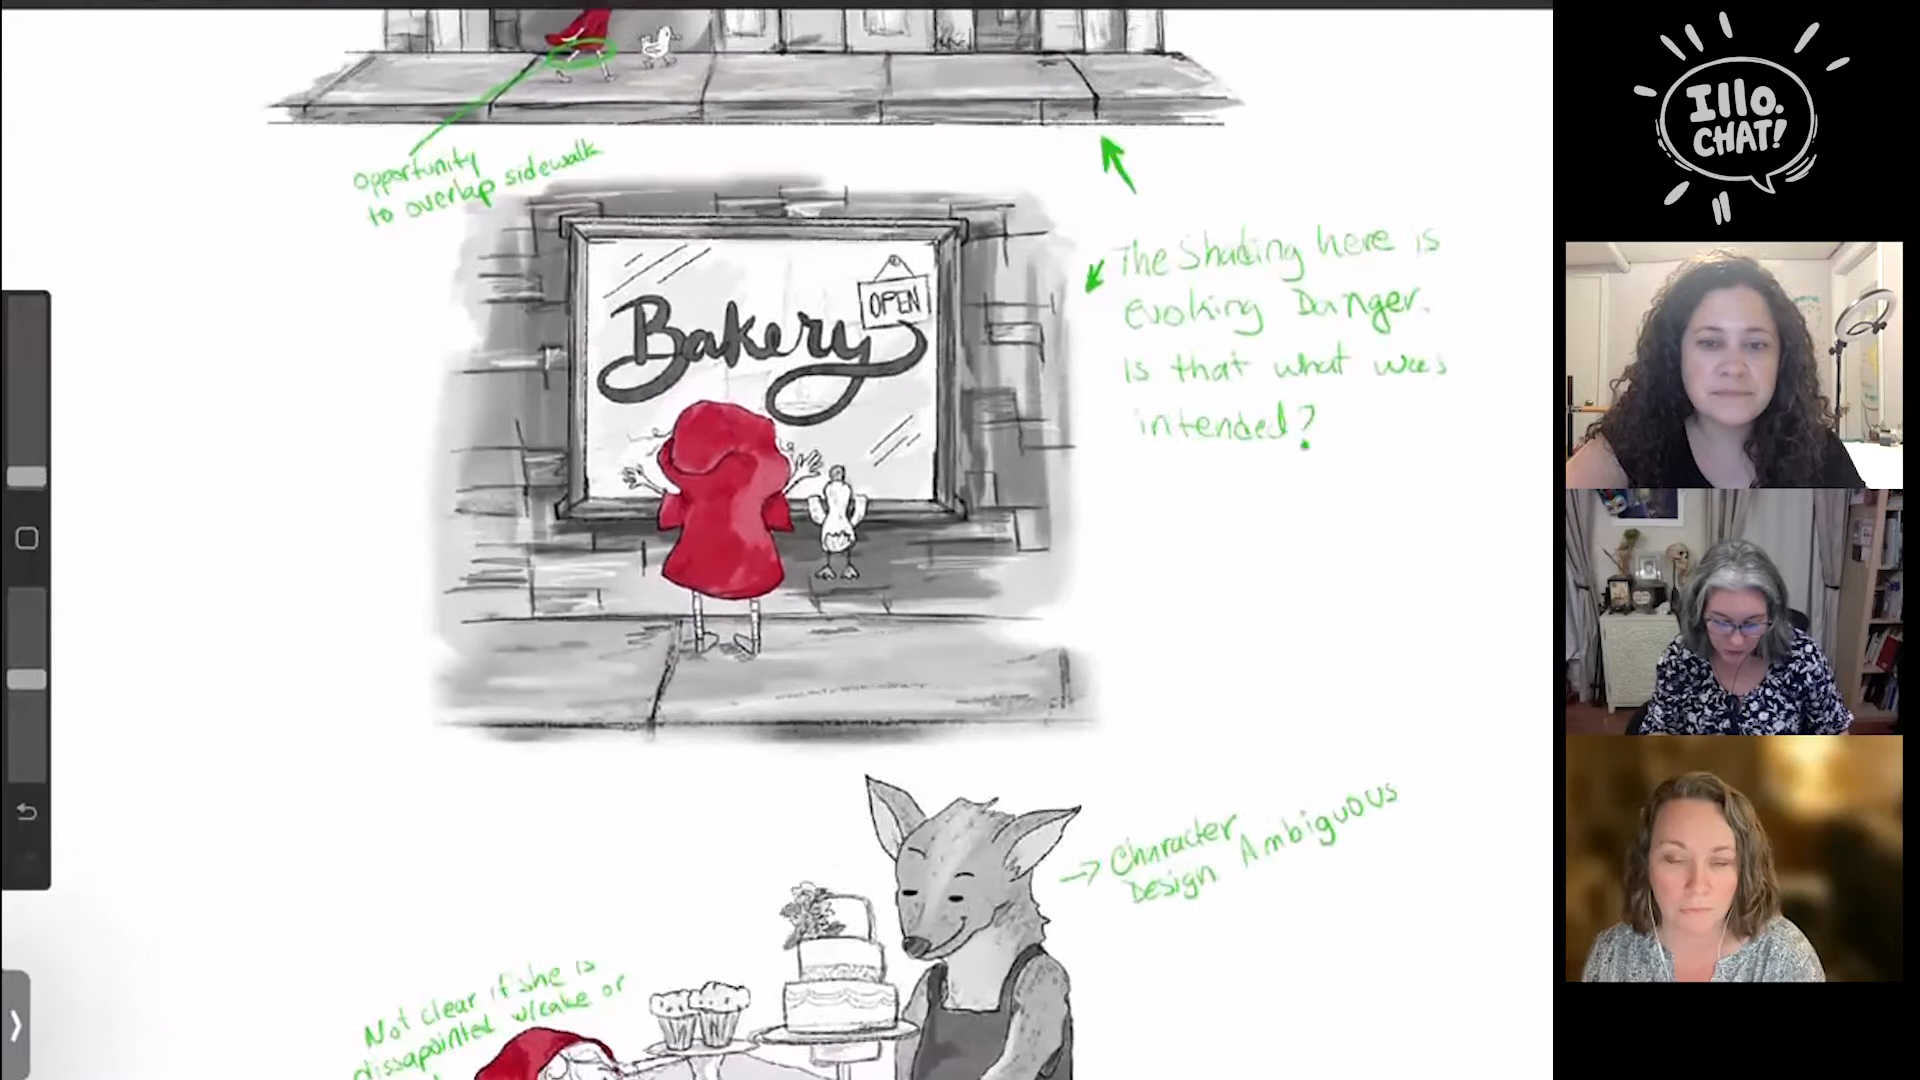 Opportunity
to overlap sidewalk
The Shading here is
evoking Danger.
is that what was
intended?
OPEN
Bakery
Character
Design Ambiguous
Not clear if she is
dissapointed w/cake or
Illo.
CHAT!